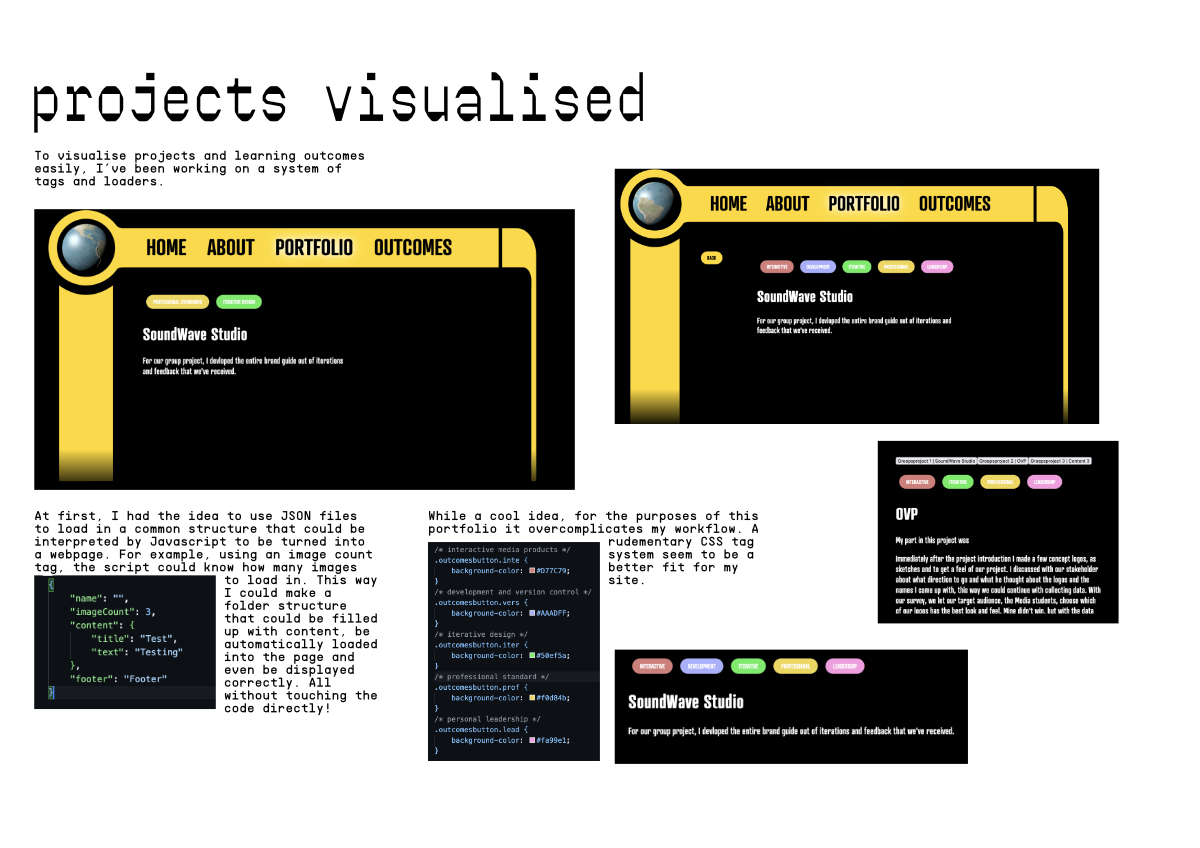 projects visualised
To visualise projects and learning outcomes
easily, I've been working on a system of
tags and loaders.
HOME ABOUT PORTFOLIO OUTCOMES
PROFESSIONAL STANDARDS ITERATIVE DESIGN
SoundWave Studio
For our group project, I devloped the entire brand guide out of iterations
and feedback that we've received.
HOME ABOUT PORTFOLIO OUTCOMES
BACK
INTERACTIVE DEVELOPMENT ITERATIVE PROFESSIONAL LEADERSHIP
SoundWave Studio
For our group project, I devloped the entire brand guide out of iterations and
feedback that we've received.
Groepsproject 1 | SoundWave Studio Groepsproject 2 | OVP Groepsproject 3 | Content 3
INTERACTIVE ITERATIVE PROFESSIONAL LEADERSHIP
OVP
My part in this project was
Immediately after the project introduction I made a few concept logos, as
sketches and to get a feel of our project. I discussed with our stakeholder
about what direction to go and what he thought about the logos and the
names I came up with, this way we could continue with collecting data. With
our survey, we let our target audience, the Media students, choose which
of our logos has the best look and feel. Mine didn't win, but with the data
At first, I had the idea to use JSON files
to load in a common structure that could be
interpreted by Javascript to be turned into
a webpage. For example, using an image count
tag, the script could know how many images
to load in. This way
I could make a
folder structure
that could be filled
up with content, be
automatically loaded
into the page and
even be displayed
correctly. All
without touching the
code directly!
{
"name": "",
"imageCount": 3,
"content": {
"title": "Test",
"text": "Testing"
},
"footer": "Footer"
}
While a cool idea, for the purposes of this
portfolio it overcomplicates my workflow. A
rudementary CSS tag
system seem to be a
better fit for my
site.
/* interactive media products */
.outcomesbutton.inte {
background-color: #D77C79;
}
/* development and version control */
.outcomesbutton.vers {
background-color: #AAADFF;
}
/* iterative design */
.outcomesbutton.iter {
background-color: #50ef5a;
}
/* professional standard */
.outcomesbutton.prof {
background-color: #f0d84b;
}
/* personal leadership */
.outcomesbutton.lead {
background-color: #fa99e1;
}
INTERACTIVE DEVELOPMENT ITERATIVE PROFESSIONAL LEADERSHIP
SoundWave Studio
For our group project, I devloped the entire brand guide out of iterations and feedback that we've received.